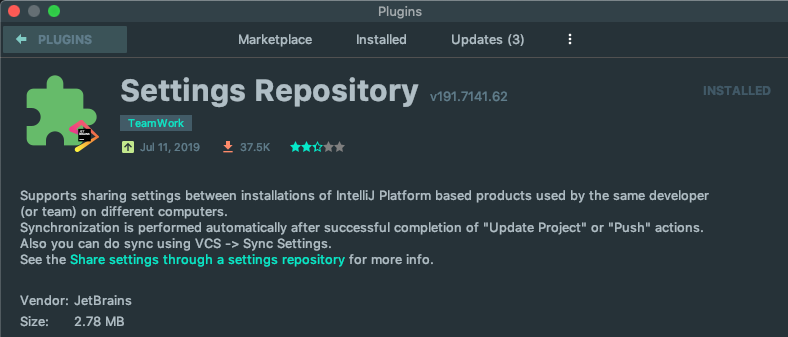 Plugins
PLUGINS Marketplace Installed Updates (3)
Settings Repository v191.7141.62 INSTALLED
TeamWork
Jul 11, 2019 37.5K
Supports sharing settings between installations of IntelliJ Platform based products used by the same developer
(or team) on different computers.
Synchronization is performed automatically after successful completion of "Update Project" or "Push" actions.
Also you can do sync using VCS -> Sync Settings.
See the Share settings through a settings repository for more info.
Vendor: JetBrains
Size: 2.78 MB